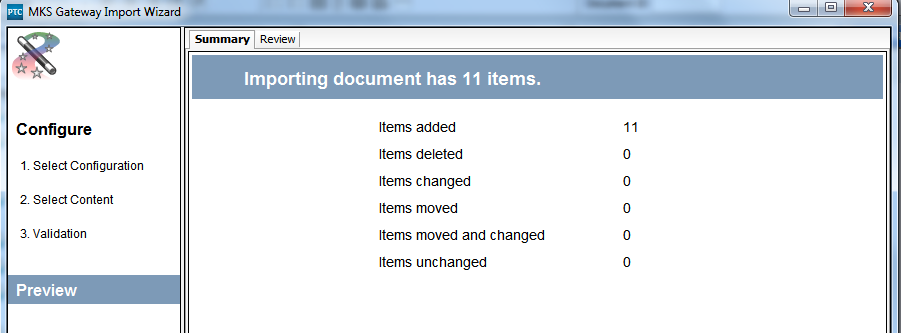 PTC MKS Gateway Import Wizard
Summary Review
Importing document has 11 items.
Configure
1. Select Configuration
2. Select Content
3. Validation
Preview
Items added 11
Items deleted 0
Items changed 0
Items moved 0
Items moved and changed 0
Items unchanged 0